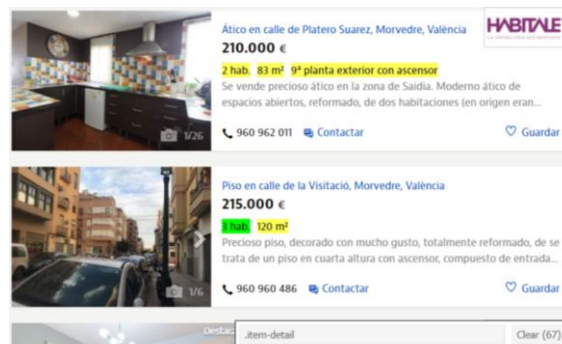 Ático en calle de Platero Suarez, Morvedre, València
HABITALE
210.000 €
2 hab. 83 m² 9ª planta exterior con ascensor
Se vende precioso ático en la zona de Saidia. Moderno ático de
espacios abiertos, reformado, de dos habitaciones (en origen eran...
1/26
960 962 011 Contactar Guardar
Piso en calle de la Visitació, Morvedre, València
215.000 €
3 hab. 120 m²
Precioso piso, decorado con mucho gusto, totalmente reformado, de se
trata de un piso en cuarta altura con ascensor, compuesto de entrada...
1/6
960 960 486 Contactar Guardar
.item-detail Clear (67)